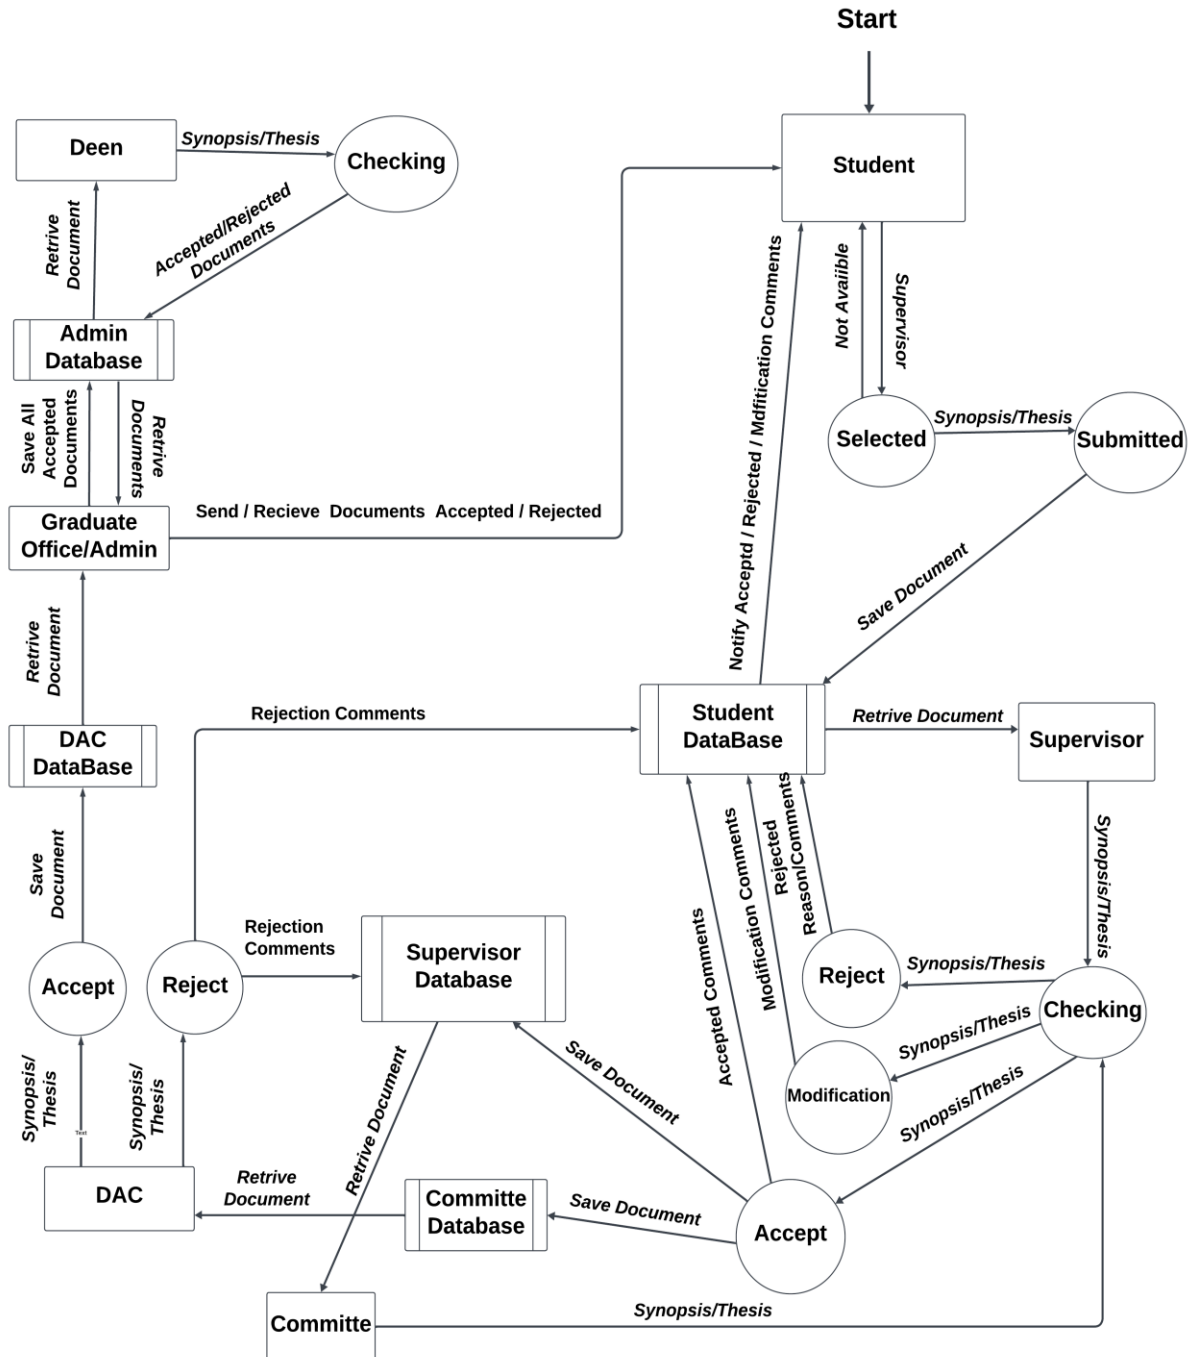 Start
Deen
Synopsis/Thesis
Checking
Student
Retrive
Document
Accepted/Rejected
Documents
Not Avaiible
Supervisor
Admin
Database
Notify Acceptd / Rejected / Mdfitication Comments
Save All
Accepted
Documents
Retrive
Documents
Selected
Synopsis/Thesis
Submitted
Graduate
Office/Admin
Send / Recieve Documents Accepted / Rejected
Save Document
Retrive
Document
Rejection Comments
Student
DataBase
Retrive Document
Supervisor
DAC
DataBase
Save
Document
Accepted Comments
Modification Comments
Rejected
Reason/Comments
Synopsis/Thesis
Rejection
Comments
Supervisor
Database
Accept
Reject
Reject
Synopsis/Thesis
Checking
Synopsis/Thesis
Modification
Synopsis/Thesis
Synopsis/
Thesis
Text
Synopsis/
Thesis
Retrive Document
Save Document
DAC
Retrive
Document
Committe
Database
Save Document
Accept
Committe
Synopsis/Thesis